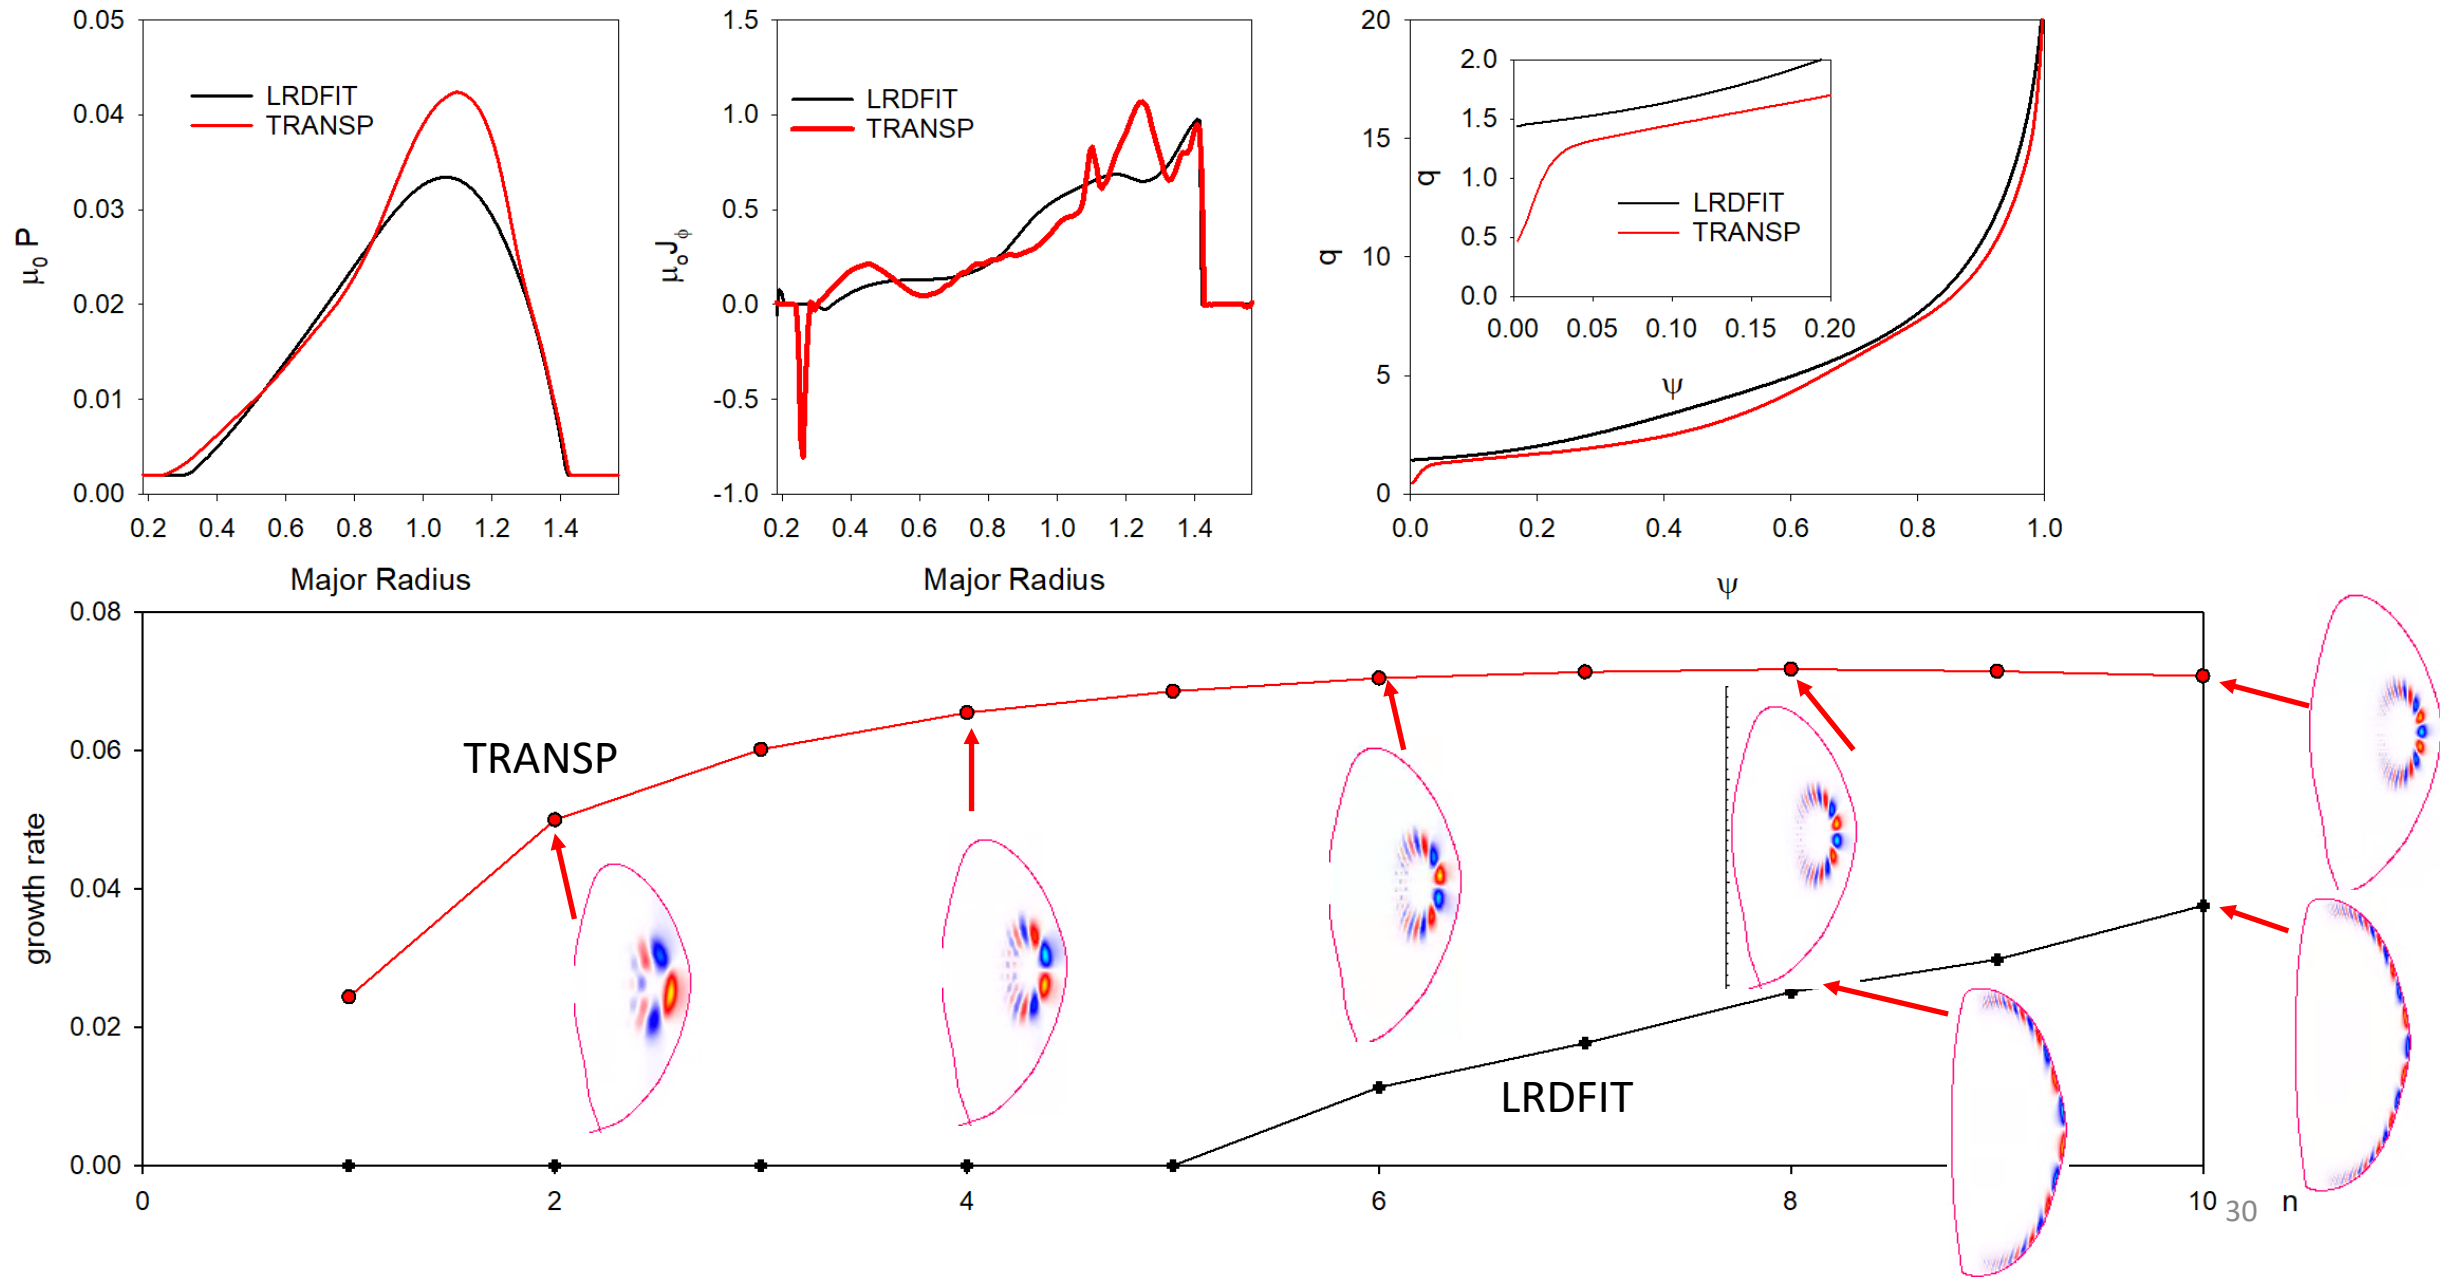 0.05
0.04
0.03
0.02
0.01
0.00
μ0 P
LRDFIT
TRANSP
0.2 0.4 0.6 0.8 1.0 1.2 1.4
Major Radius
1.5
1.0
0.5
0.0
-0.5
-1.0
μoJϕ
LRDFIT
TRANSP
0.2 0.4 0.6 0.8 1.0 1.2 1.4
Major Radius
20
15
10
5
0
q
2.0
1.5
1.0
0.5
0.0
q
LRDFIT
TRANSP
0.00 0.05 0.10 0.15 0.20
ψ
0.0 0.2 0.4 0.6 0.8 1.0
ψ
0.08
0.06
0.04
0.02
0.00
growth rate
TRANSP
LRDFIT
0 2 4 6 8 10 n
30